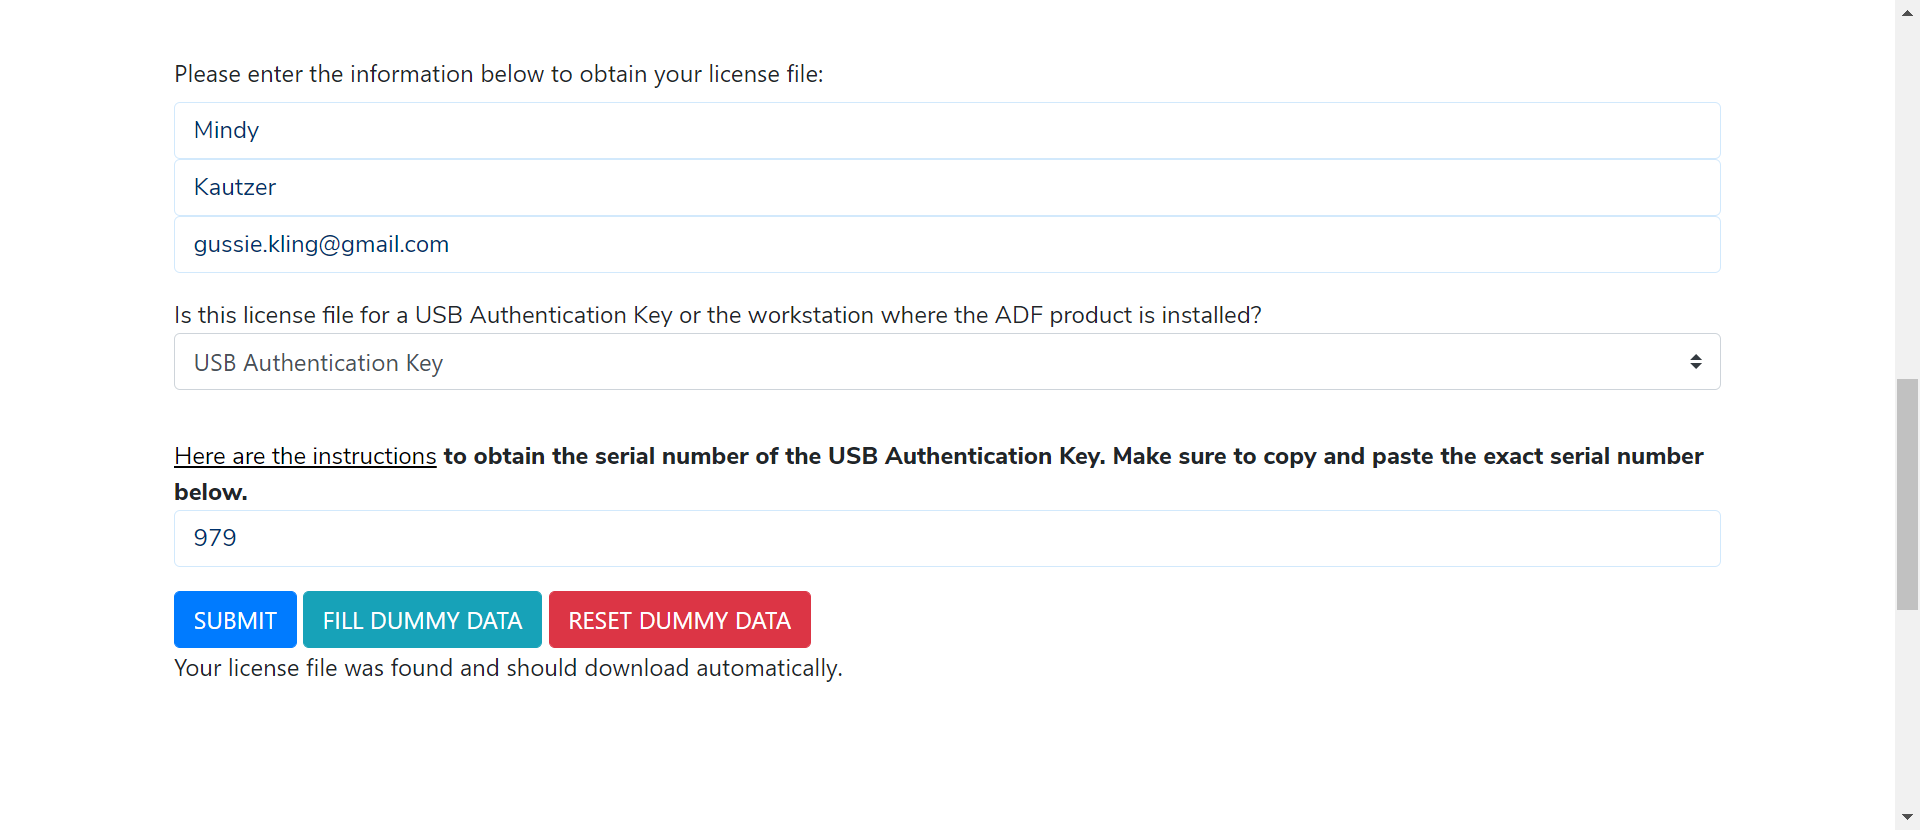 Please enter the information below to obtain your license file:
Mindy
Kautzer
gussie.kling@gmail.com
Is this license file for a USB Authentication Key or the workstation where the ADF product is installed?
USB Authentication Key
Here are the instructions to obtain the serial number of the USB Authentication Key. Make sure to copy and paste the exact serial number
below.
979
SUBMIT FILL DUMMY DATA RESET DUMMY DATA
Your license file was found and should download automatically.